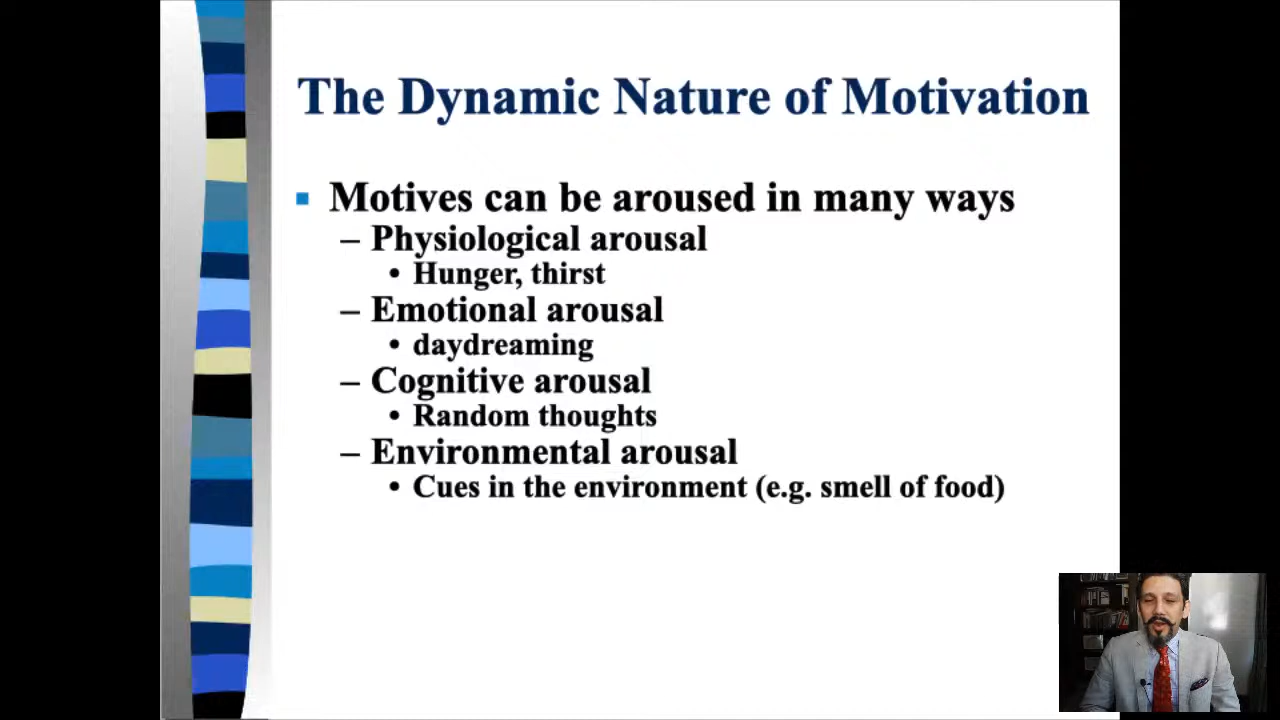 The Dynamic Nature of Motivation
▪ Motives can be aroused in many ways
– Physiological arousal
• Hunger, thirst
– Emotional arousal
• daydreaming
– Cognitive arousal
• Random thoughts
– Environmental arousal
• Cues in the environment (e.g. smell of food)